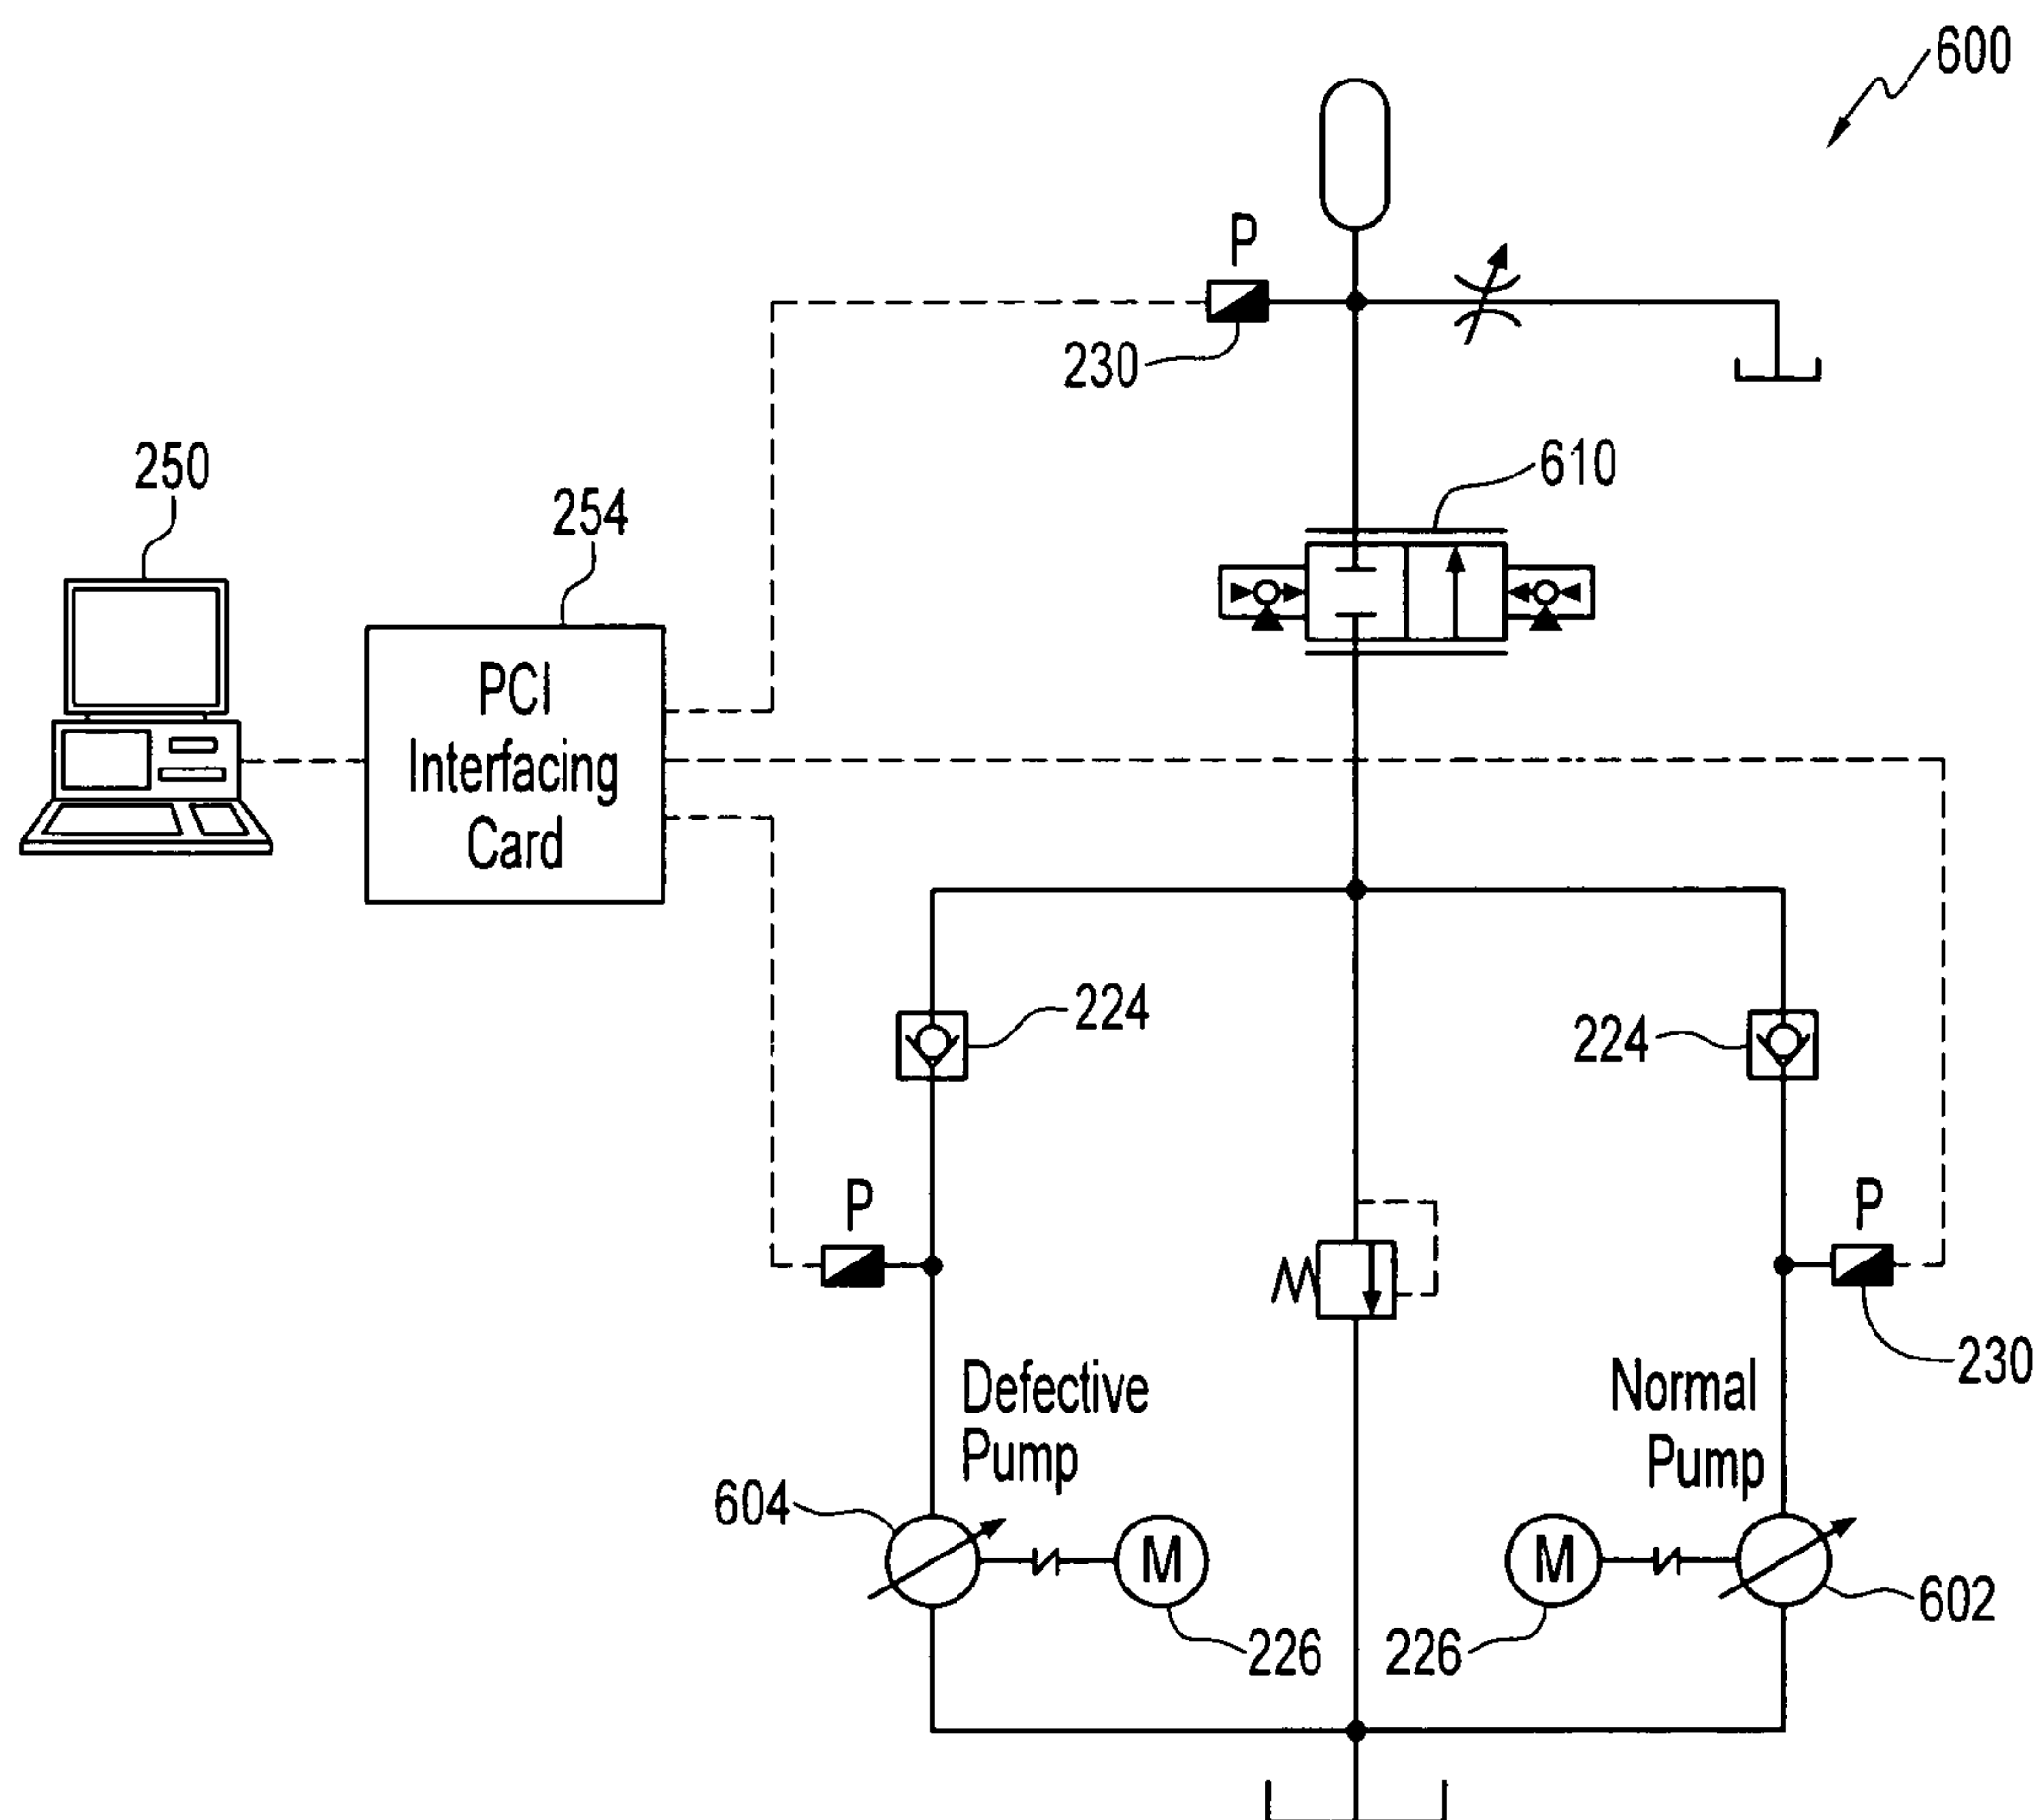 600
P
230
250
254
610
PCI
Interfacing
Card
224
224
P
P
230
Defective
Pump
Normal
Pump
604
M
M
602
226
226